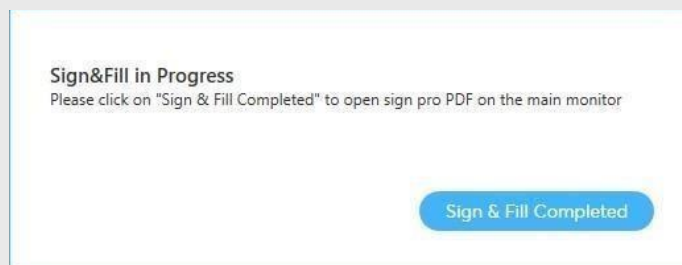 Sign&Fill in Progress
Please click on "Sign & Fill Completed" to open sign pro PDF on the main monitor
Sign & Fill Completed